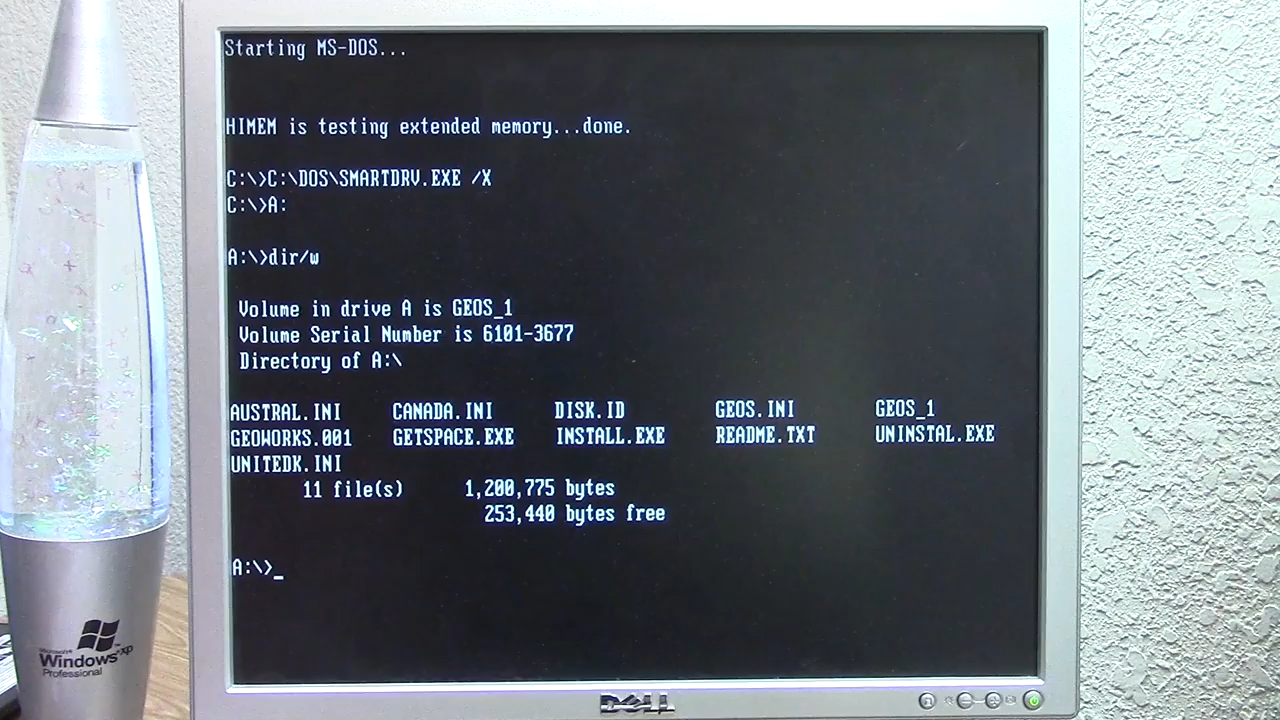 Starting MS-DOS...
HIMEM is testing extended memory...done.
C:\>C:\DOS\SMARTDRV.EXE /X
C:\>A:
A:\>dir/w
Volume in drive A is GEOS_1
Volume Serial Number is 6101-3677
Directory of A:\
AUSTRAL.INI CANADA.INI DISK.ID GEOS.INI GEOS_1
GEOWORKS.001 GETSPACE.EXE INSTALL.EXE README.TXT UNINSTAL.EXE
UNITEDK.INI
11 file(s) 1,200,775 bytes
253,440 bytes free
A:\>_
Microsoft®
Windows xp
Professional
DELL